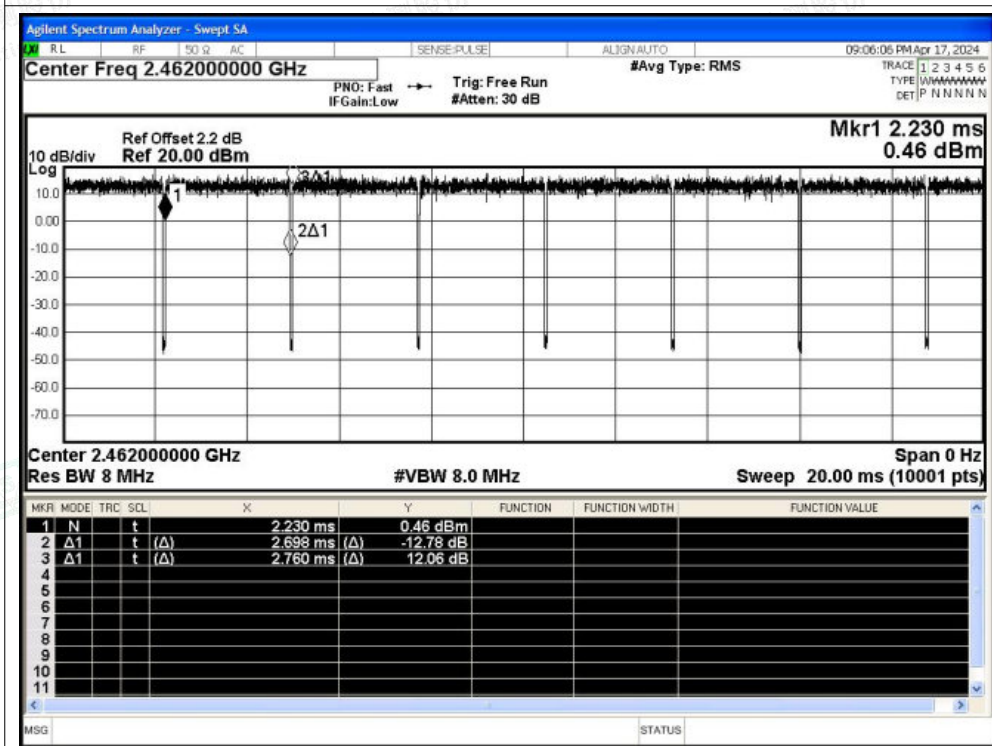 Agilent Spectrum Analyzer - Swept SA
RL RF 50 Ω AC SENSE:PULSE ALIGN AUTO 09:06:06 PM Apr 17, 2024
Center Freq 2.462000000 GHz
#Avg Type: RMS
TRACE 1 2 3 4 5 6
PNO: Fast Trig: Free Run
TYPE
IFGain:Low #Atten: 30 dB
DET P N N N N N
Mkr1 2.230 ms
Ref Offset 2.2 dB
10 dB/div Ref 20.00 dBm
0.46 dBm
Log
3Δ1
10.0
1
0.00
2Δ1
-10.0
-20.0
-30.0
-40.0
-50.0
-60.0
-70.0
Center 2.462000000 GHz Span 0 Hz
Res BW 8 MHz #VBW 8.0 MHz Sweep 20.00 ms (10001 pts)
MKR MODE TRC SCL X Y FUNCTION FUNCTION WIDTH FUNCTION VALUE
1 N t 2.230 ms 0.46 dBm
2 Δ1 t (Δ) 2.698 ms (Δ) -12.78 dB
3 Δ1 t (Δ) 2.760 ms (Δ) 12.06 dB
4
5
6
7
8
9
10
11
MSG STATUS